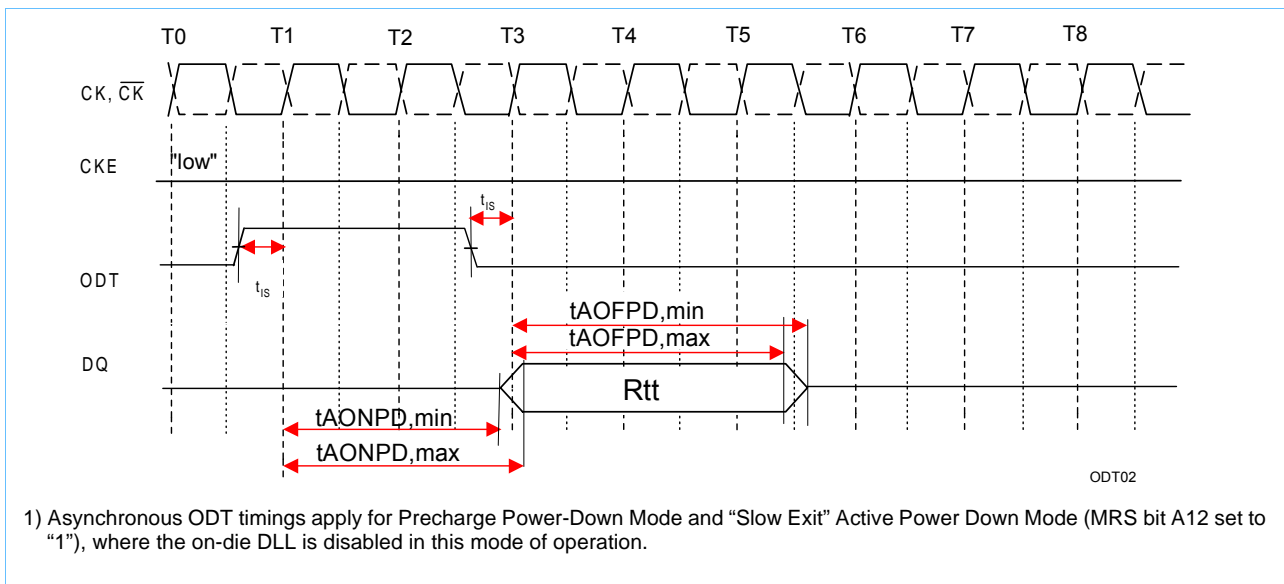 T0 T1 T2 T3 T4 T5 T6 T7 T8
CK, C̅K̅
CKE "low"
tIS
ODT
tIS
tAOFPD,min
tAOFPD,max
DQ
Rtt
tAONPD,min
tAONPD,max
ODT02
1) Asynchronous ODT timings apply for Precharge Power-Down Mode and “Slow Exit” Active Power Down Mode (MRS bit A12 set to
“1”), where the on-die DLL is disabled in this mode of operation.